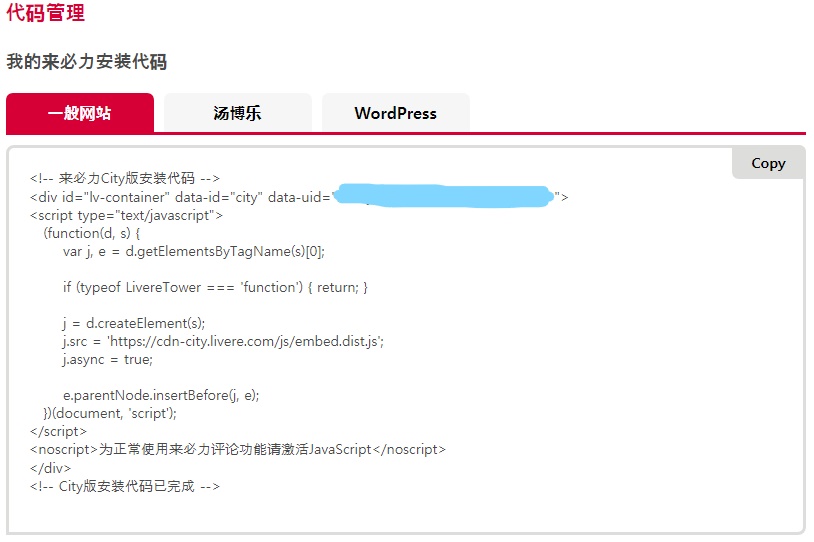 代码管理
我的来必力安装代码
一般网站 汤博乐 WordPress
Copy
<!-- 来必力City版安装代码 -->
<div id="lv-container" data-id="city" data-uid="">
<script type="text/javascript">
(function(d, s) {
var j, e = d.getElementsByTagName(s)[0];
if (typeof LivereTower === 'function') { return; }
j = d.createElement(s);
j.src = 'https://cdn-city.livere.com/js/embed.dist.js';
j.async = true;
e.parentNode.insertBefore(j, e);
})(document, 'script');
</script>
<noscript>为正常使用来必力评论功能请激活JavaScript</noscript>
</div>
<!-- City版安装代码已完成 -->